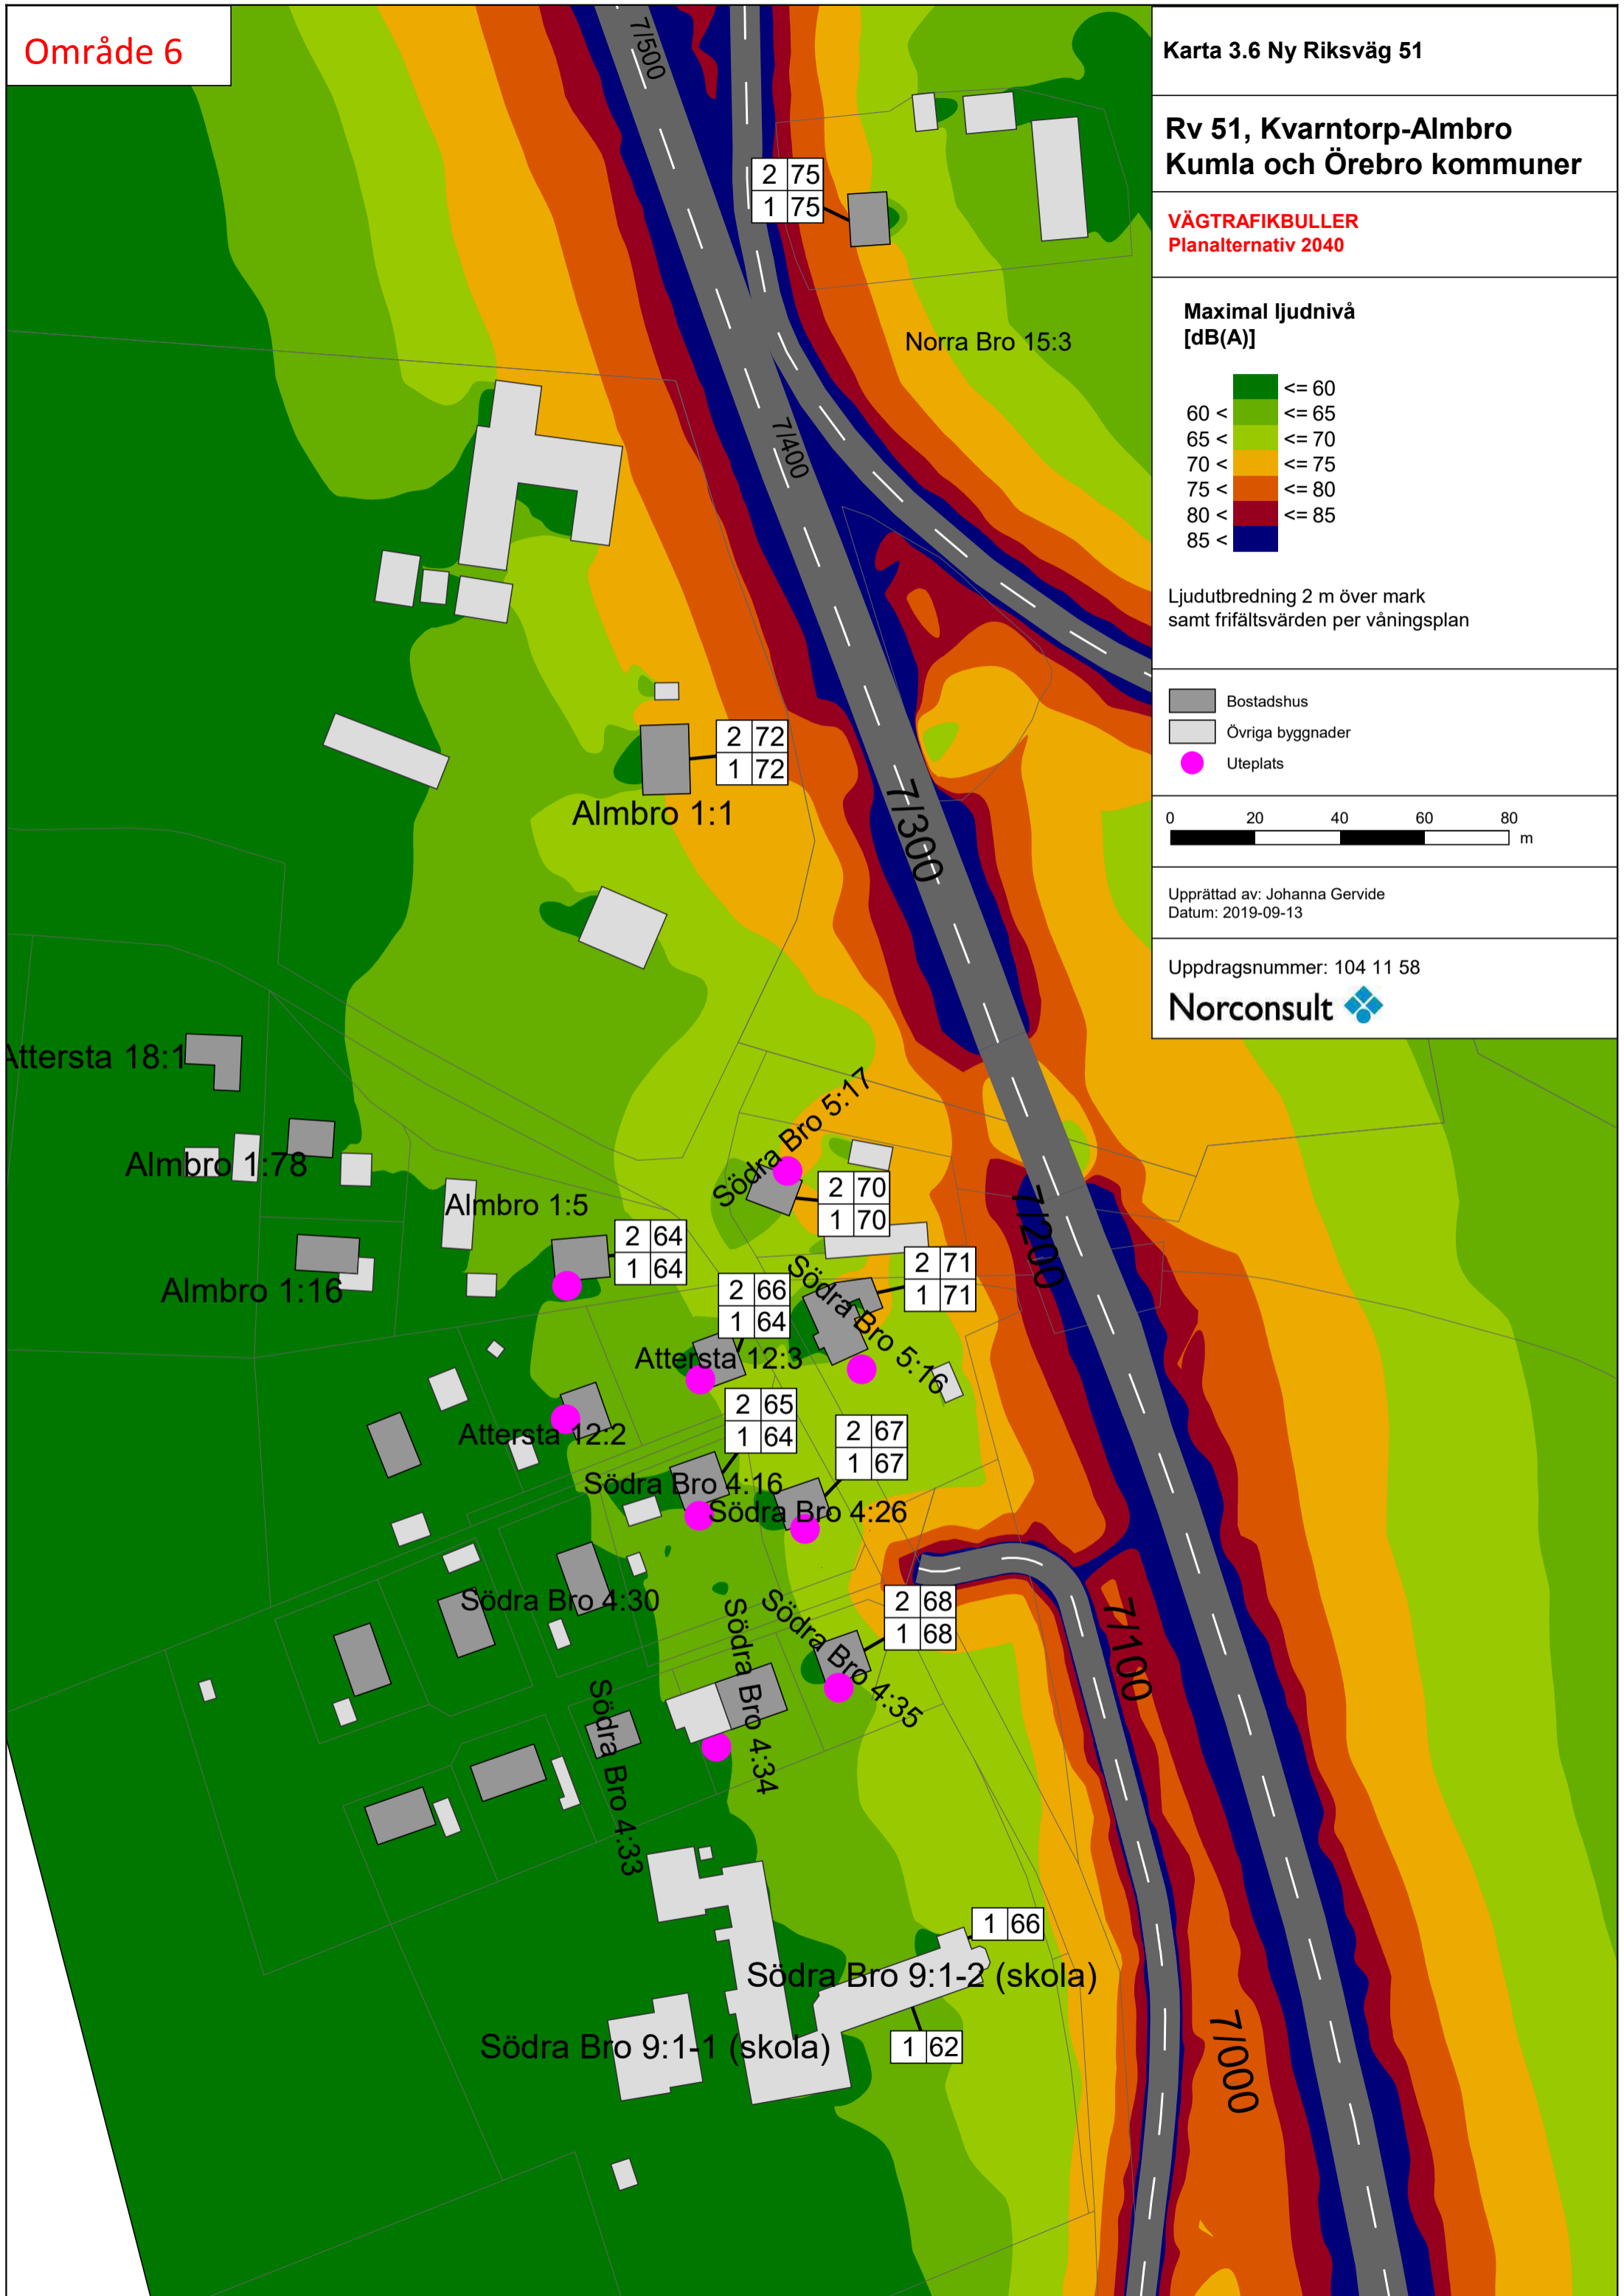 Område 6
Karta 3.6 Ny Riksväg 51
Rv 51, Kvarntorp-Almbro
Kumla och Örebro kommuner
VÄGTRAFIKBULLER
Planalternativ 2040
Maximal ljudnivå
[dB(A)]
<= 60
60 < <= 65
65 < <= 70
70 < <= 75
75 < <= 80
80 < <= 85
85 <
Ljudutbredning 2 m över mark
samt frifältsvärden per våningsplan
Bostadshus
Övriga byggnader
Uteplats
0 20 40 60 80
m
Upprättad av: Johanna Gervide
Datum: 2019-09-13
Uppdragsnummer: 104 11 58
Norconsult
7/500
2 75
1 75
Norra Bro 15:3
7/400
2 72
1 72
Almbro 1:1
7/300
Attersta 18:1
Södra Bro 5:17
Almbro 1:78
2 70
1 70
Almbro 1:5
7/200
2 64
1 64
Almbro 1:16
2 71
1 71
2 66
1 64
Södra Bro 5:16
Attersta 12:3
2 65
1 64
Attersta 12:2
2 67
1 67
Södra Bro 4:16
Södra Bro 4:26
Södra Bro 4:30
2 68
1 68
7/100
Södra Bro 4:35
Södra Bro 4:34
Södra Bro 4:33
1 66
Södra Bro 9:1-2 (skola)
Södra Bro 9:1-1 (skola)
1 62
7/000